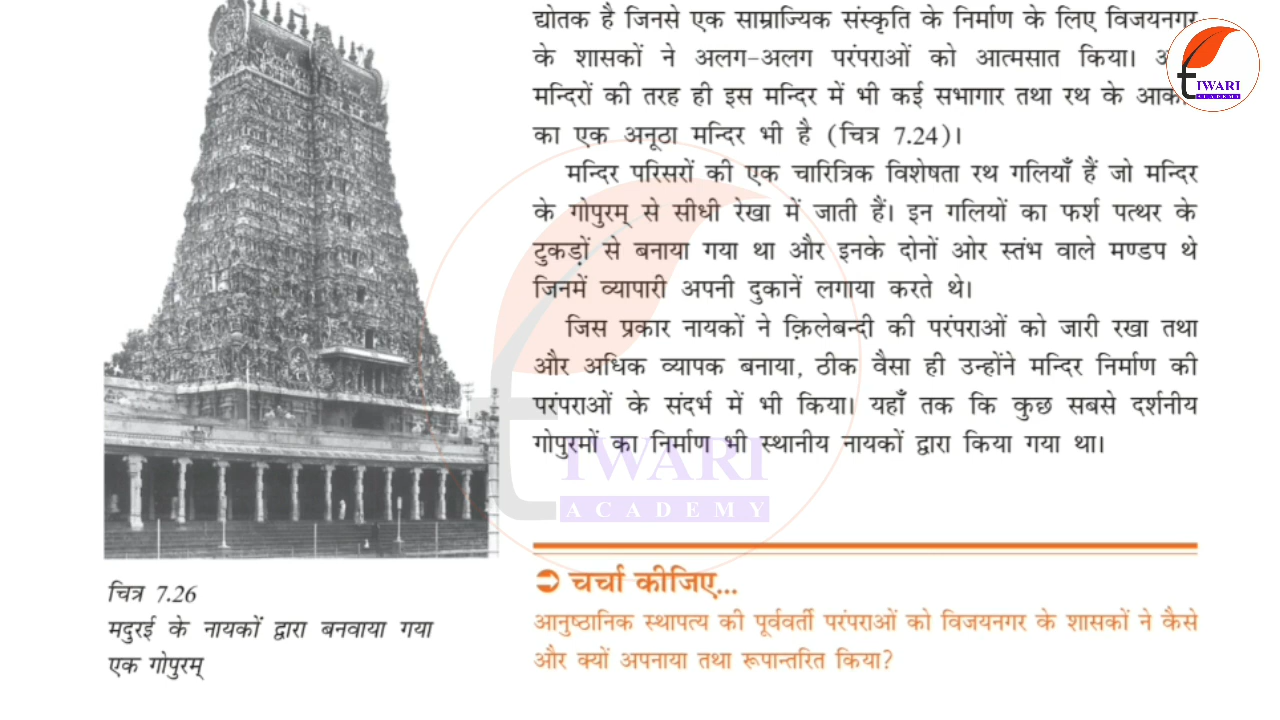 द्योतक है जिनसे एक साम्राज्यिक संस्कृति के निर्माण के लिए विजयनगर
के शासकों ने अलग-अलग परंपराओं को आत्मसात किया।
मन्दिरों की तरह ही इस मन्दिर में भी कई सभागार तथा रथ के
का एक अनूठा मन्दिर भी है (चित्र 7.24)।
मन्दिर परिसरों की एक चारित्रिक विशेषता रथ गलियाँ हैं जो मन्दिर
के गोपुरम् से सीधी रेखा में जाती हैं। इन गलियों का फर्श पत्थर के
टुकड़ों से बनाया गया था और इनके दोनों ओर स्तंभ वाले मण्डप थे
जिनमें व्यापारी अपनी दुकानें लगाया करते थे।
जिस प्रकार नायकों ने क़िलेबन्दी की परंपराओं को जारी रखा तथा
और अधिक व्यापक बनाया, ठीक वैसा ही उन्होंने मन्दिर निर्माण की
परंपराओं के संदर्भ में भी किया। यहाँ तक कि कुछ सबसे दर्शनीय
गोपुरमों का निर्माण भी स्थानीय नायकों द्वारा किया गया था।
चर्चा कीजिए...
आनुष्ठानिक स्थापत्य की पूर्ववर्ती परंपराओं को विजयनगर के शासकों ने कैसे
और क्यों अपनाया तथा रूपान्तरित किया?
चित्र 7.26
मदुरई के नायकों द्वारा बनवाया गया
एक गोपुरम्
tIWARI
ACADEMY
tIWARI
ACADEMY